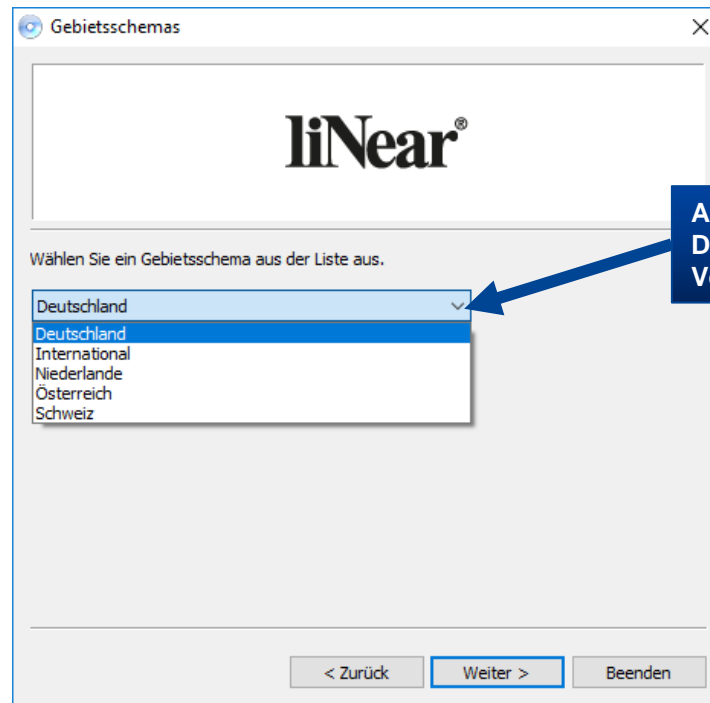 Gebietsschemas
liNear®
Wählen Sie ein Gebietsschema aus der Liste aus.
Deutschland
Deutschland
International
Niederlande
Österreich
Schweiz
< Zurück
Weiter >
Beenden